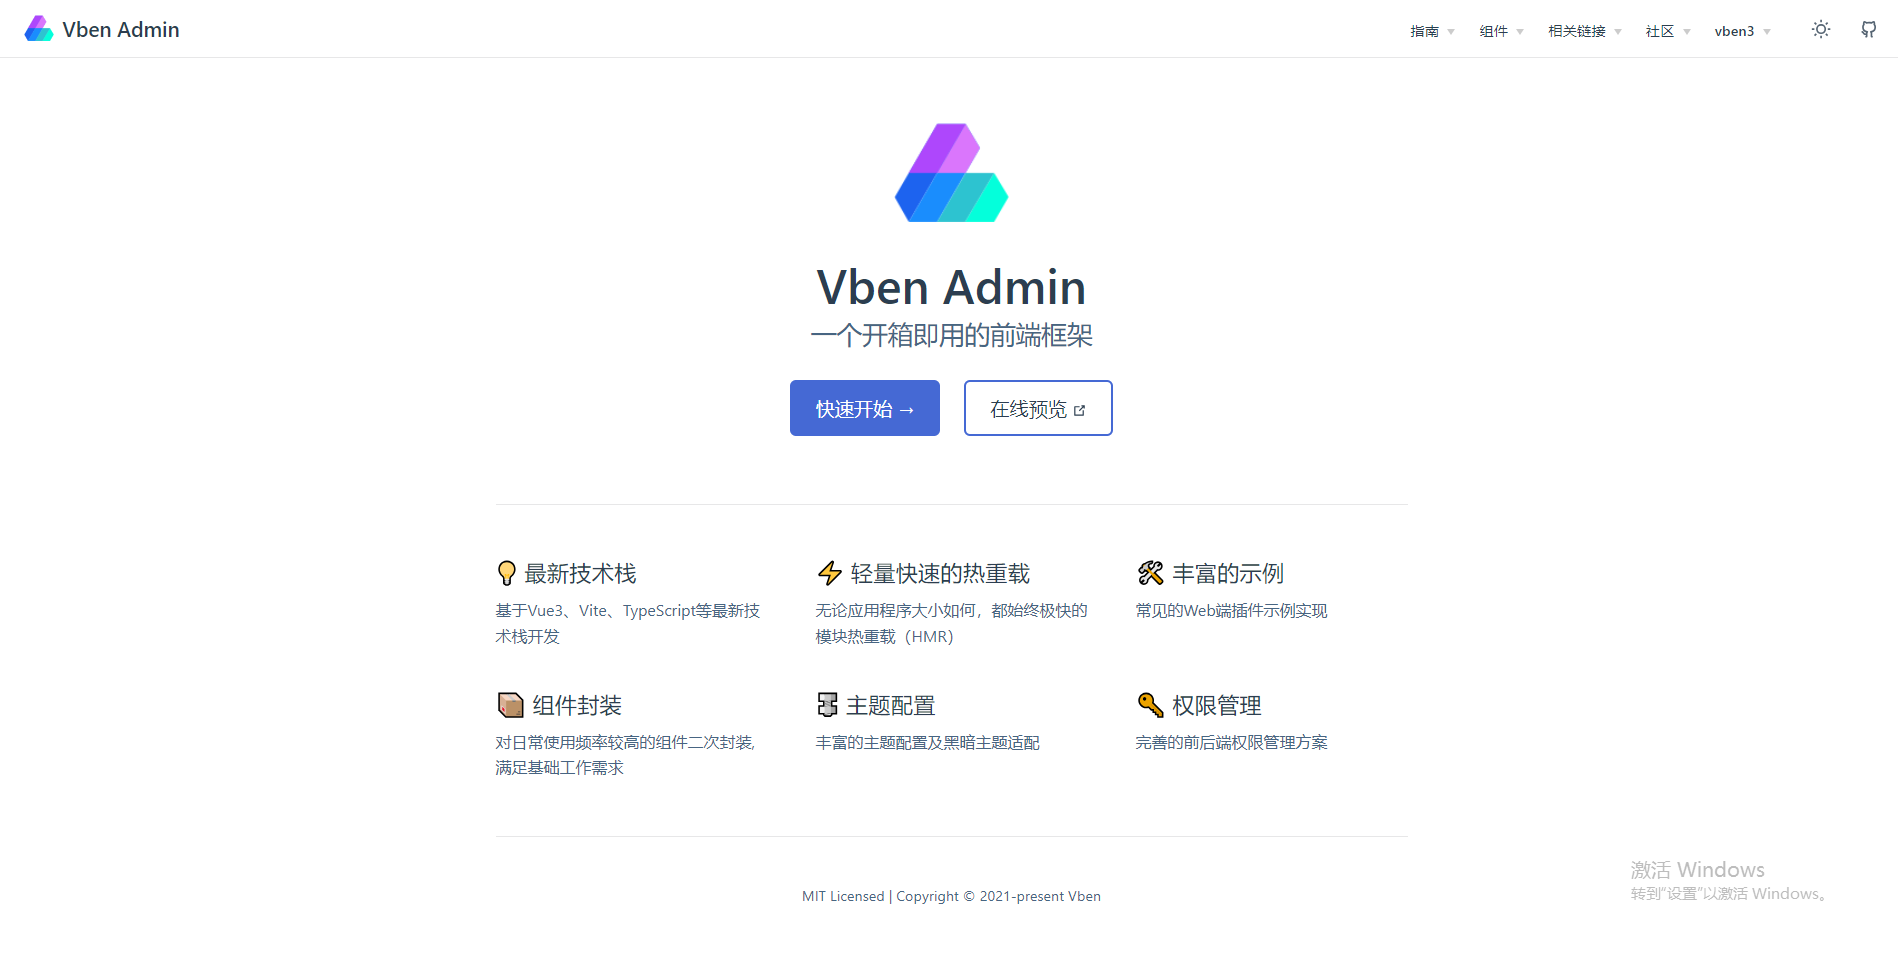 Vben Admin
指南 组件 相关链接 社区 vben3
Vben Admin
一个开箱即用的前端框架
快速开始 → 在线预览
最新技术栈
基于Vue3、Vite、TypeScript等最新技
术栈开发
轻量快速的热重载
无论应用程序大小如何，都始终极快的
模块热重载（HMR）
丰富的示例
常见的Web端插件示例实现
组件封装
对日常使用频率较高的组件二次封装,
满足基础工作需求
主题配置
丰富的主题配置及黑暗主题适配
权限管理
完善的前后端权限管理方案
MIT Licensed | Copyright © 2021-present Vben
激活 Windows
转到“设置”以激活 Windows。